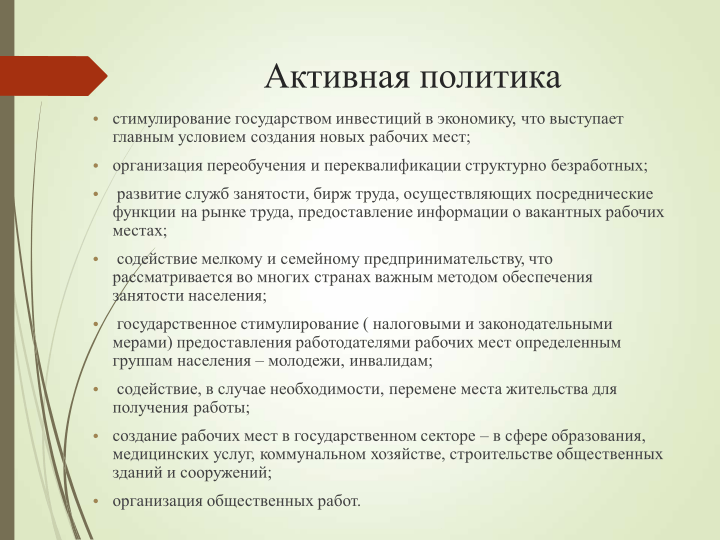 Активная политика
• стимулирование государством инвестиций в экономику, что выступает
главным условием создания новых рабочих мест;
• организация переобучения и переквалификации структурно безработных;
• развитие служб занятости, бирж труда, осуществляющих посреднические
функции на рынке труда, предоставление информации о вакантных рабочих
местах;
• содействие мелкому и семейному предпринимательству, что
рассматривается во многих странах важным методом обеспечения
занятости населения;
• государственное стимулирование ( налоговыми и законодательными
мерами) предоставления работодателями рабочих мест определенным
группам населения – молодежи, инвалидам;
• содействие, в случае необходимости, перемене места жительства для
получения работы;
• создание рабочих мест в государственном секторе – в сфере образования,
медицинских услуг, коммунальном хозяйстве, строительстве общественных
зданий и сооружений;
• организация общественных работ.